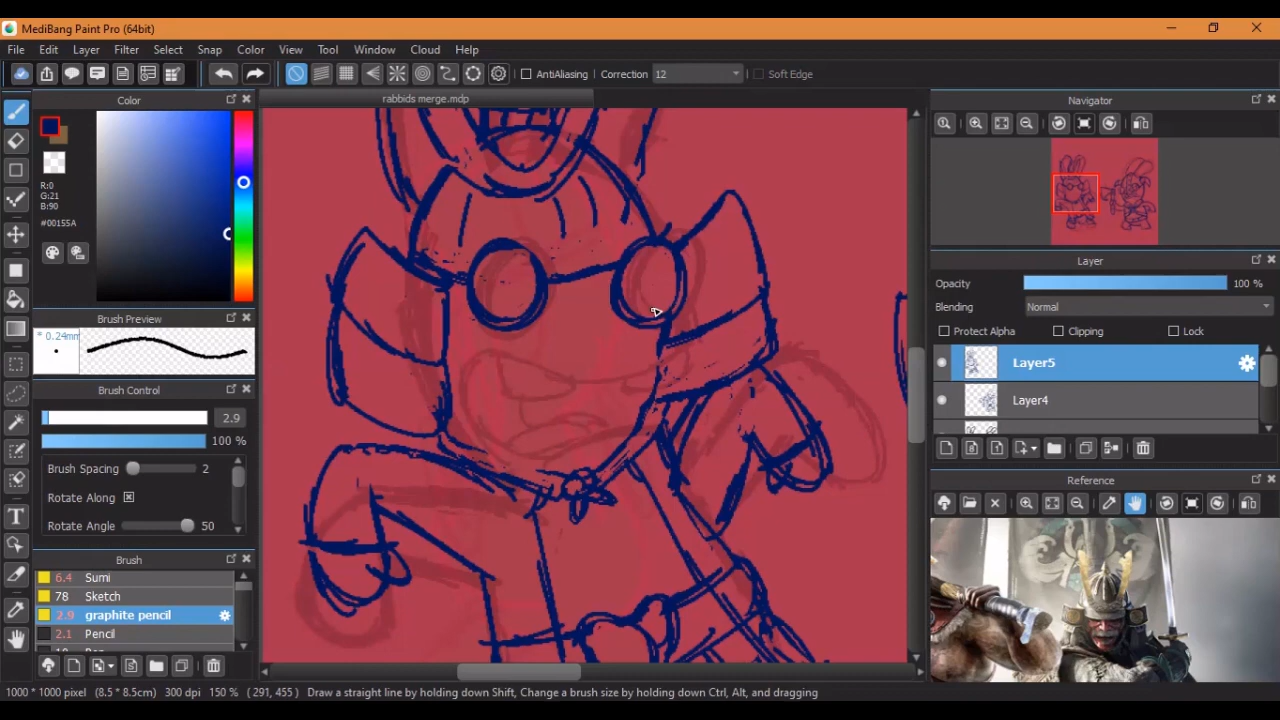 MediBang Paint Pro (64bit)
File Edit Layer Filter Select Snap Color View Tool Window Cloud Help
AntiAliasing Correction 12 Soft Edge
Color
rabbids merge.mdp
Navigator
R:0
G:21
B:90
#00155A
Brush Preview
* 0.24mm
Brush Control
2.9
100 %
Brush Spacing 2
Rotate Along
Rotate Angle 50
Brush
6.4 Sumi
78 Sketch
2.9 graphite pencil
2.1 Pencil
Layer
Opacity 100 %
Blending Normal
Protect Alpha Clipping Lock
Layer5
Layer4
Reference
1000 * 1000 pixel (8.5 * 8.5cm) 300 dpi 150 % ( 291, 455 ) Draw a straight line by holding down Shift, Change a brush size by holding down Ctrl, Alt, and dragging